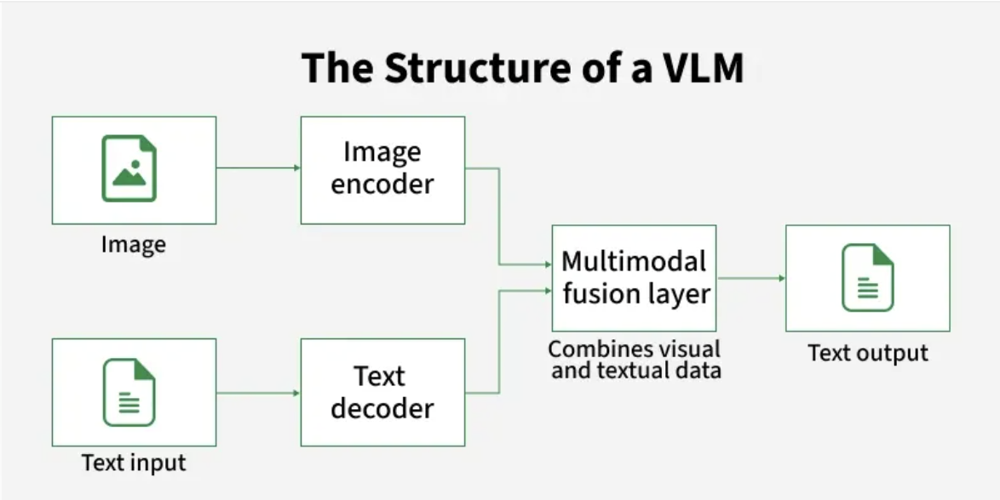 The Structure of a VLM
Image
encoder
Image
Multimodal
fusion layer
Combines visual
and textual data
Text output
Text
decoder
Text input